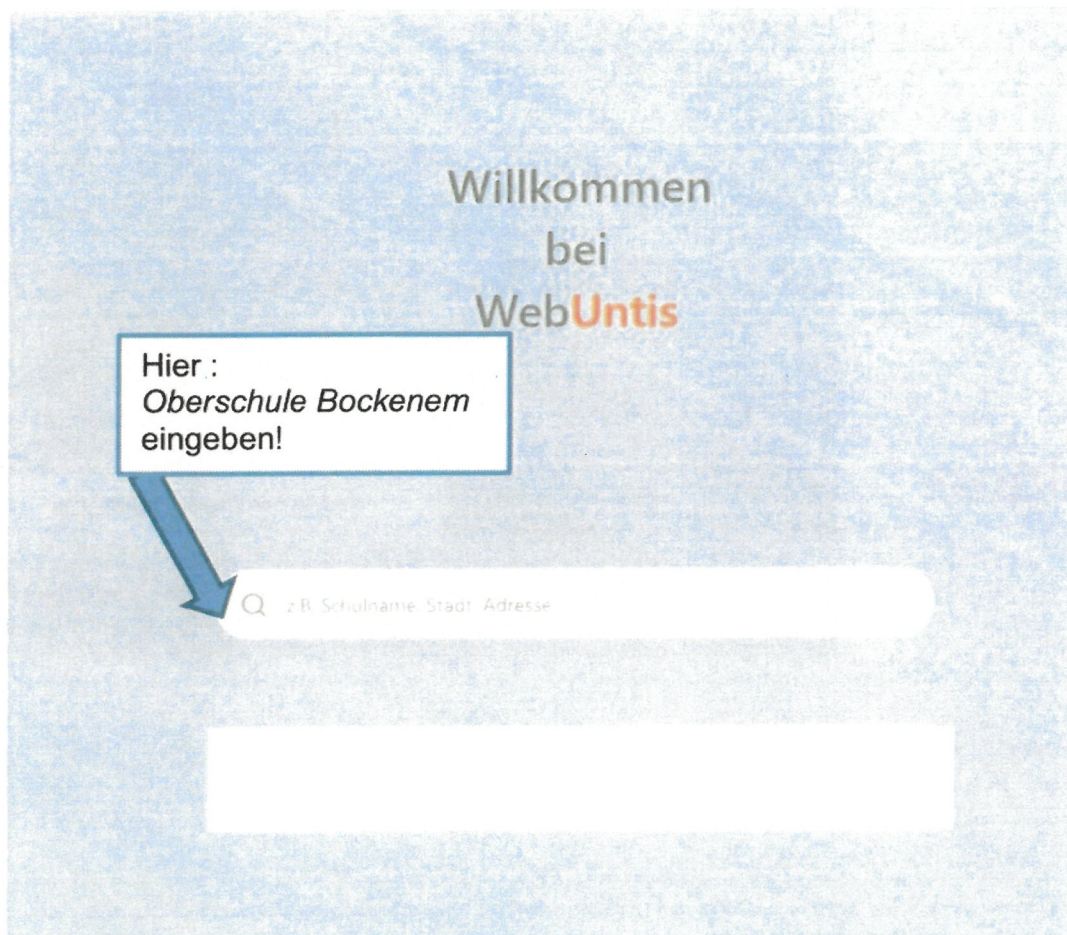 Willkommen
bei
WebUntis
Hier :
Oberschule Bockenem
eingeben!
z.B. Schulname, Stadt, Adresse